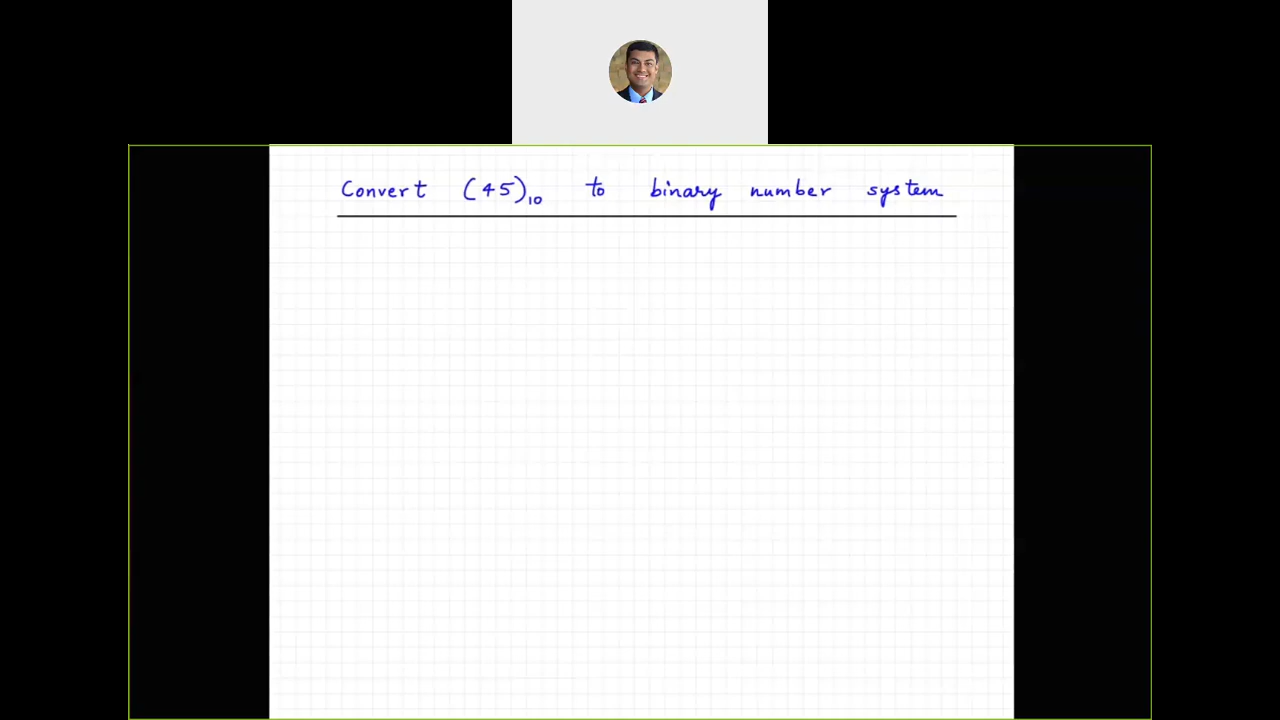 Convert (45)₁₀ to binary number system